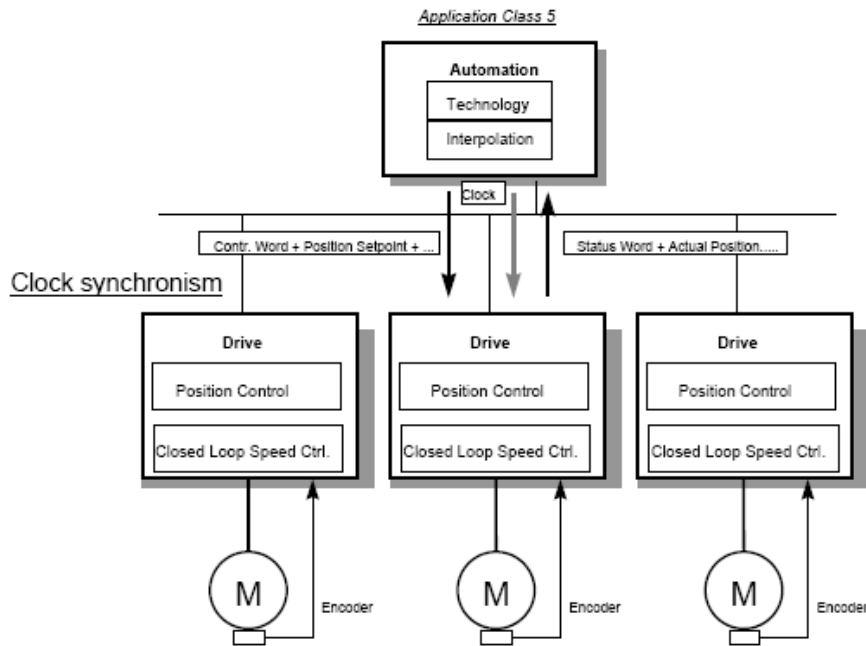 Application Class 5
Automation
Technology
Interpolation
Clock
Contr. Word + Position Setpoint + ...
Status Word + Actual Position.....
Clock synchronism
Drive
Position Control
Closed Loop Speed Ctrl.
M
Encoder
Drive
Position Control
Closed Loop Speed Ctrl.
M
Encoder
Drive
Position Control
Closed Loop Speed Ctrl.
M
Encoder